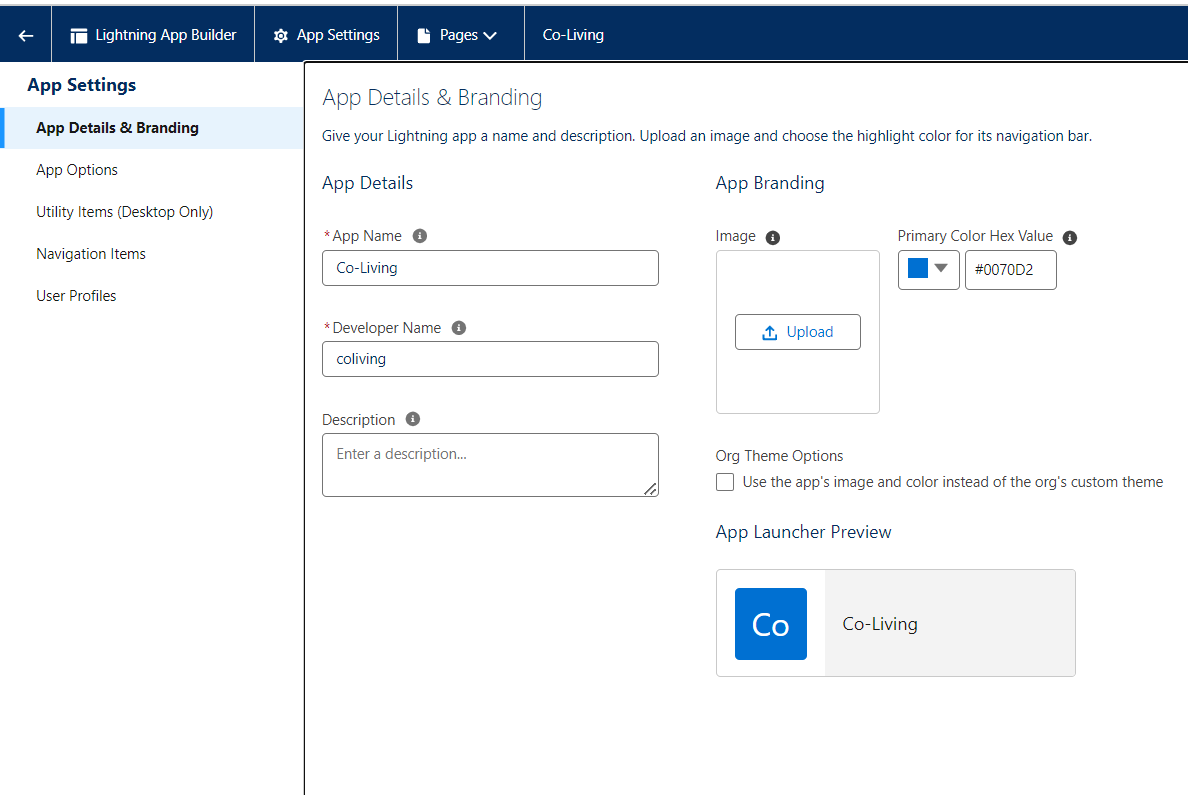 Lightning App Builder
App Settings
Pages
Co-Living
App Settings
App Details & Branding
App Options
Utility Items (Desktop Only)
Navigation Items
User Profiles
App Details & Branding
Give your Lightning app a name and description. Upload an image and choose the highlight color for its navigation bar.
App Details
*App Name
Co-Living
*Developer Name
coliving
Description
Enter a description...
App Branding
Image
Upload
Primary Color Hex Value
#0070D2
Org Theme Options
Use the app's image and color instead of the org's custom theme
App Launcher Preview
Co
Co-Living